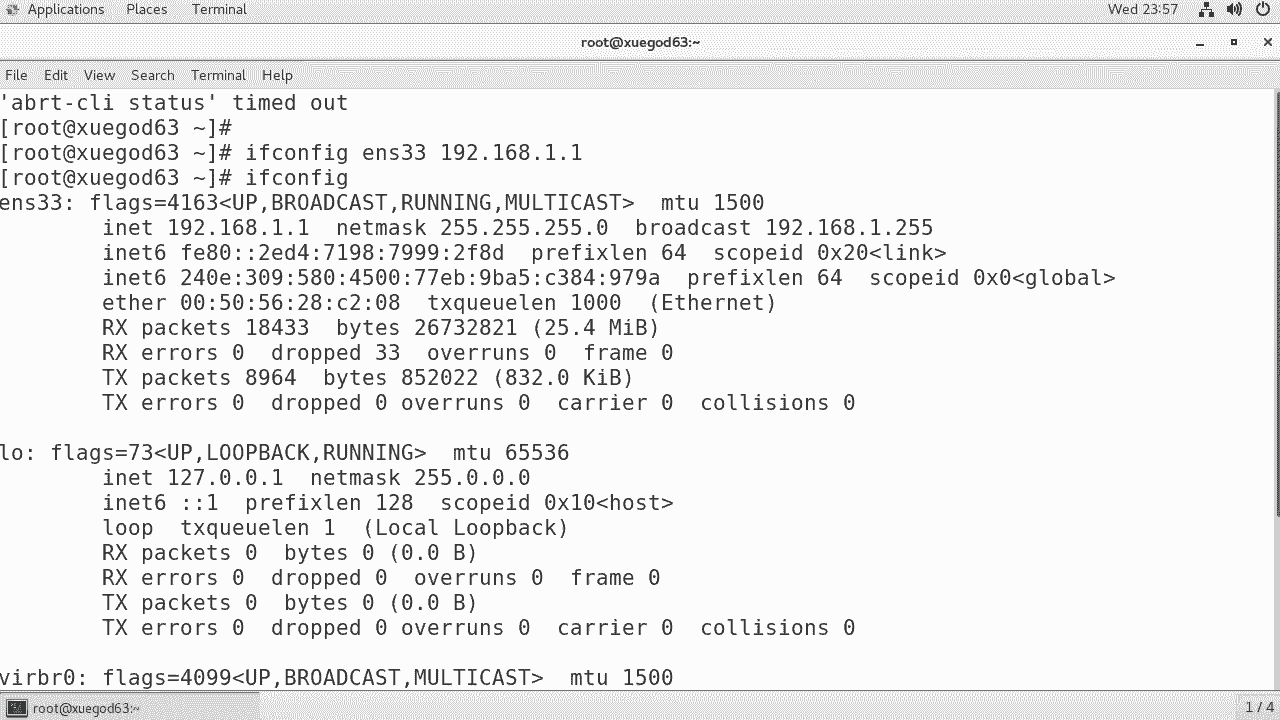 Applications Places Terminal Wed 23:57
root@xuegod63:~
File Edit View Search Terminal Help
'abrt-cli status' timed out
[root@xuegod63 ~]#
[root@xuegod63 ~]# ifconfig ens33 192.168.1.1
[root@xuegod63 ~]# ifconfig
ens33: flags=4163<UP,BROADCAST,RUNNING,MULTICAST>  mtu 1500
        inet 192.168.1.1  netmask 255.255.255.0  broadcast 192.168.1.255
        inet6 fe80::2ed4:7198:7999:2f8d  prefixlen 64  scopeid 0x20<link>
        inet6 240e:309:580:4500:77eb:9ba5:c384:979a  prefixlen 64  scopeid 0x0<global>
        ether 00:50:56:28:c2:08  txqueuelen 1000  (Ethernet)
        RX packets 18433  bytes 26732821 (25.4 MiB)
        RX errors 0  dropped 33  overruns 0  frame 0
        TX packets 8964  bytes 852022 (832.0 KiB)
        TX errors 0  dropped 0 overruns 0  carrier 0  collisions 0
lo: flags=73<UP,LOOPBACK,RUNNING>  mtu 65536
        inet 127.0.0.1  netmask 255.0.0.0
        inet6 ::1  prefixlen 128  scopeid 0x10<host>
        loop  txqueuelen 1  (Local Loopback)
        RX packets 0  bytes 0 (0.0 B)
        RX errors 0  dropped 0  overruns 0  frame 0
        TX packets 0  bytes 0 (0.0 B)
        TX errors 0  dropped 0 overruns 0  carrier 0  collisions 0
virbr0: flags=4099<UP,BROADCAST,MULTICAST>  mtu 1500
root@xuegod63:~ 1 / 4